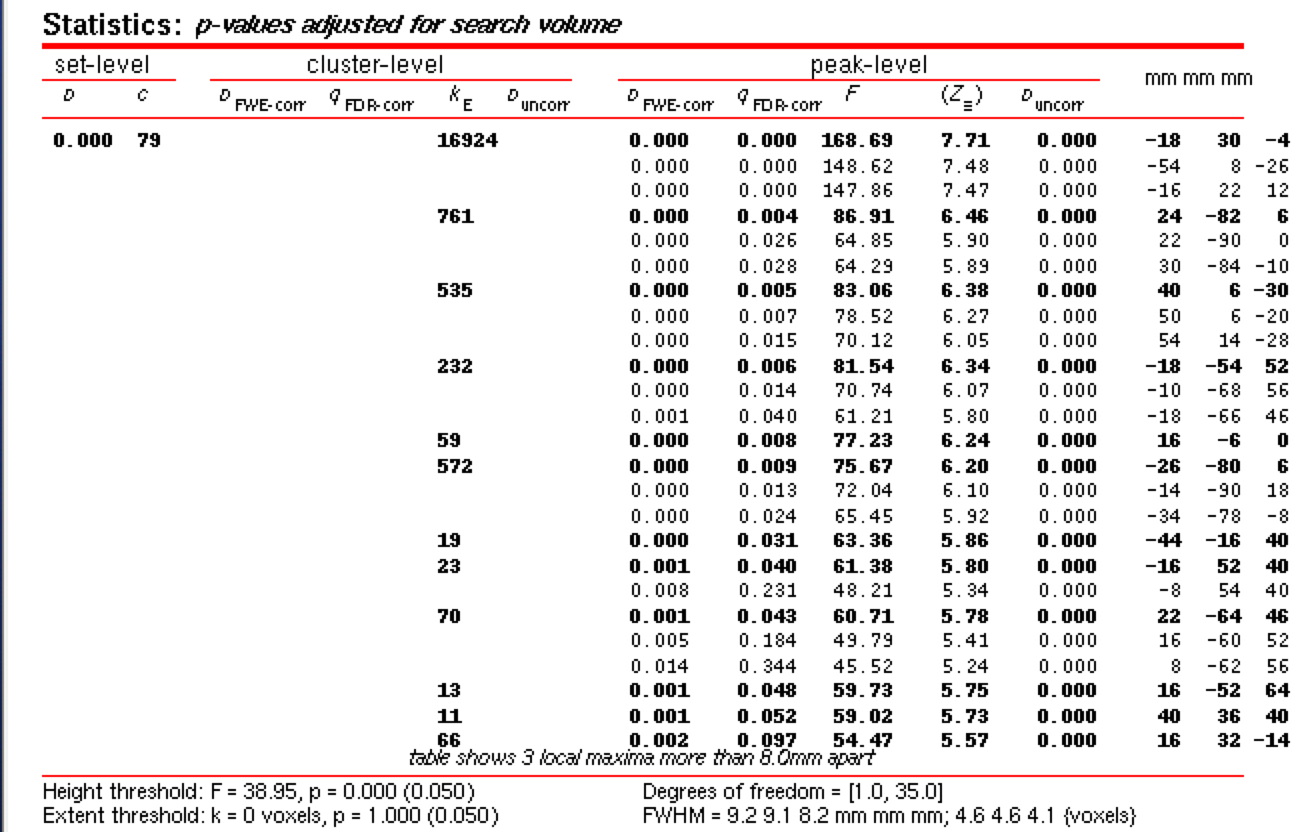 Statistics: p-values adjusted for search volume
set-level cluster-level peak-level mm mm mm
p c p FWE-corr q FDR-corr k E p uncorr p FWE-corr q FDR-corr F (Z≡) p uncorr
0.000 79 16924 0.000 0.000 168.69 7.71 0.000 -18 30 -4
0.000 0.000 148.62 7.48 0.000 -54 8 -26
0.000 0.000 147.86 7.47 0.000 -16 22 12
761 0.000 0.004 86.91 6.46 0.000 24 -82 6
0.000 0.026 64.85 5.90 0.000 22 -90 0
0.000 0.028 64.29 5.89 0.000 30 -84 -10
535 0.000 0.005 83.06 6.38 0.000 40 6 -30
0.000 0.007 78.52 6.27 0.000 50 6 -20
0.000 0.015 70.12 6.05 0.000 54 14 -28
232 0.000 0.006 81.54 6.34 0.000 -18 -54 52
0.000 0.014 70.74 6.07 0.000 -10 -68 56
0.001 0.040 61.21 5.80 0.000 -18 -66 46
59 0.000 0.008 77.23 6.24 0.000 16 -6 0
572 0.000 0.009 75.67 6.20 0.000 -26 -80 6
0.000 0.013 72.04 6.10 0.000 -14 -90 18
0.000 0.024 65.45 5.92 0.000 -34 -78 -8
19 0.000 0.031 63.36 5.86 0.000 -44 -16 40
23 0.001 0.040 61.38 5.80 0.000 -16 52 40
0.008 0.231 48.21 5.34 0.000 -8 54 40
70 0.001 0.043 60.71 5.78 0.000 22 -64 46
0.005 0.184 49.79 5.41 0.000 16 -60 52
0.014 0.344 45.52 5.24 0.000 8 -62 56
13 0.001 0.048 59.73 5.75 0.000 16 -52 64
11 0.001 0.052 59.02 5.73 0.000 40 36 40
66 0.002 0.097 54.47 5.57 0.000 16 32 -14
table shows 3 local maxima more than 8.0mm apart
Height threshold: F = 38.95, p = 0.000 (0.050) Degrees of freedom = [1.0, 35.0]
Extent threshold: k = 0 voxels, p = 1.000 (0.050) FWHM = 9.2 9.1 8.2 mm mm mm; 4.6 4.6 4.1 {voxels}